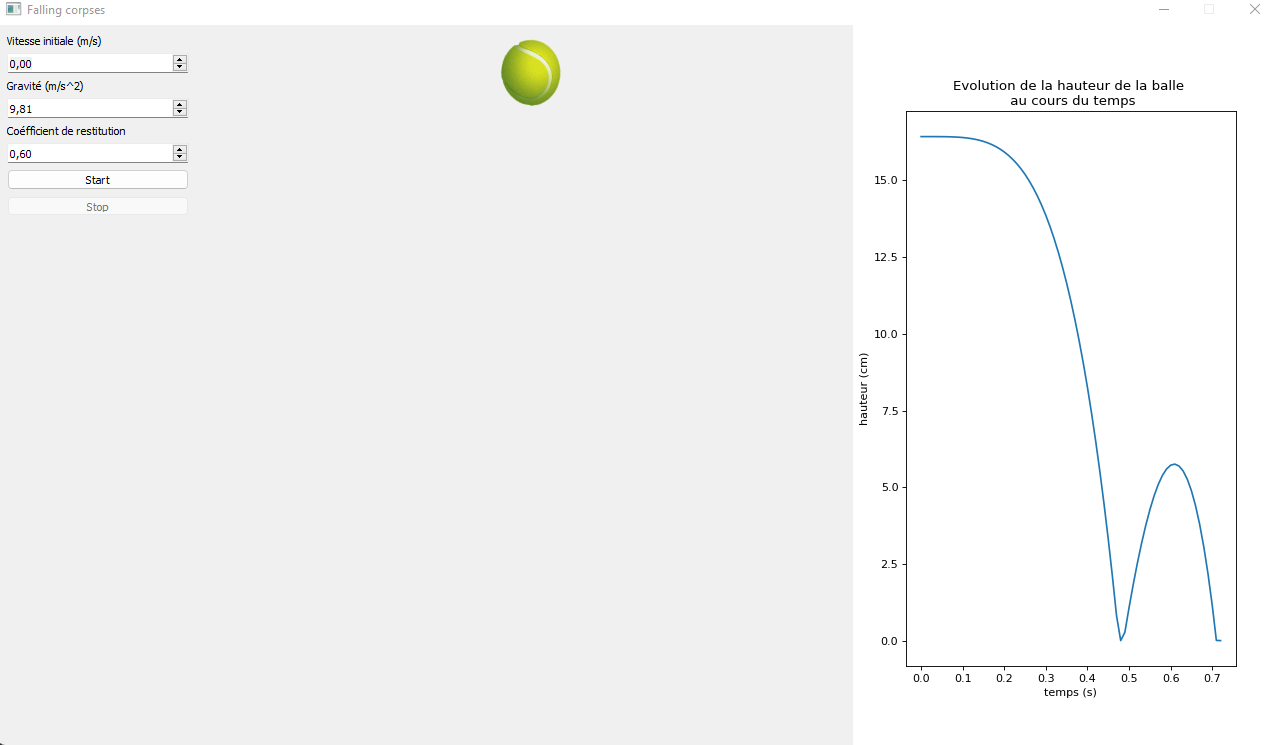 Falling corpses
Vitesse initiale (m/s)
0,00
Gravité (m/s^2)
9,81
Coéfficient de restitution
0,60
Start
Stop
Evolution de la hauteur de la balle
au cours du temps
hauteur (cm)
15.0
12.5
10.0
7.5
5.0
2.5
0.0
0.0 0.1 0.2 0.3 0.4 0.5 0.6 0.7
temps (s)